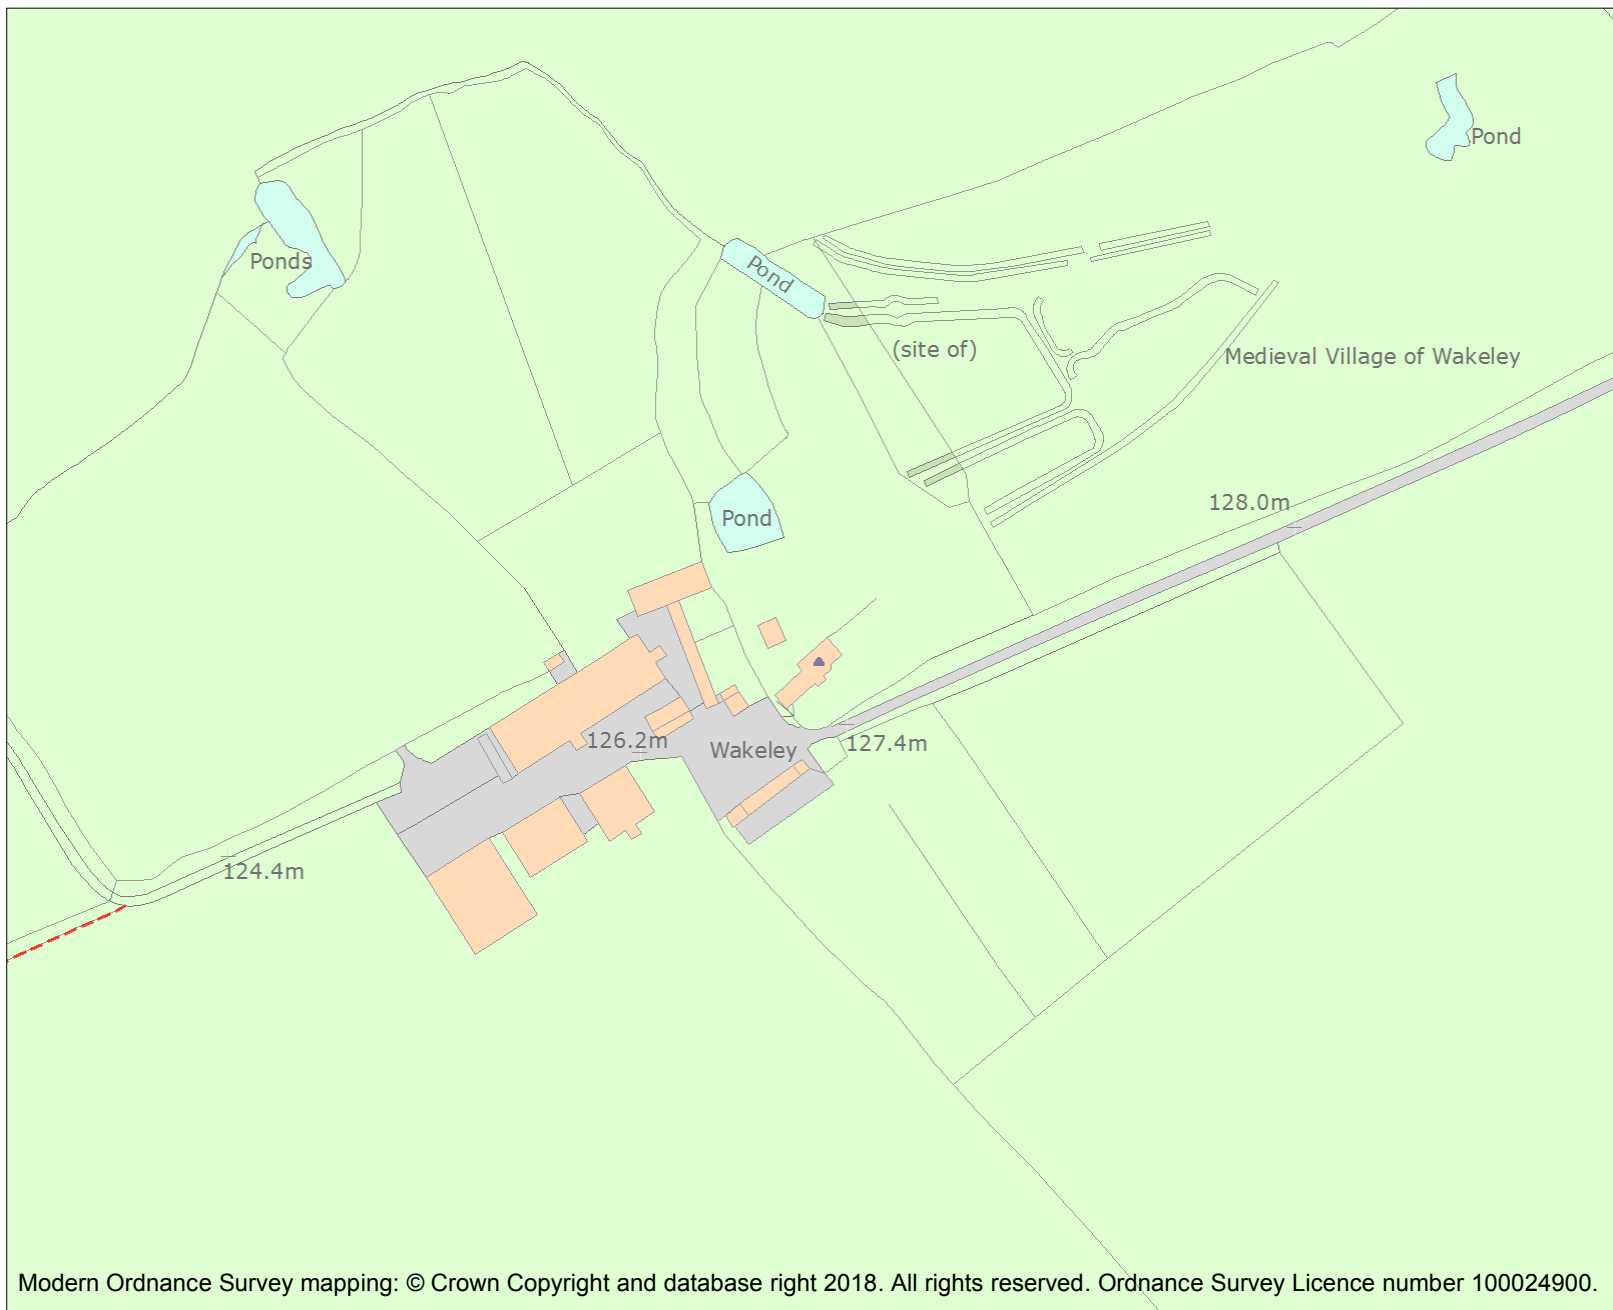 Pond
Ponds
Pond
(site of)
Medieval Village of Wakeley
128.0m
Pond
126.2m
Wakeley
127.4m
124.4m
Modern Ordnance Survey mapping: © Crown Copyright and database right 2018. All rights reserved. Ordnance Survey Licence number 100024900.